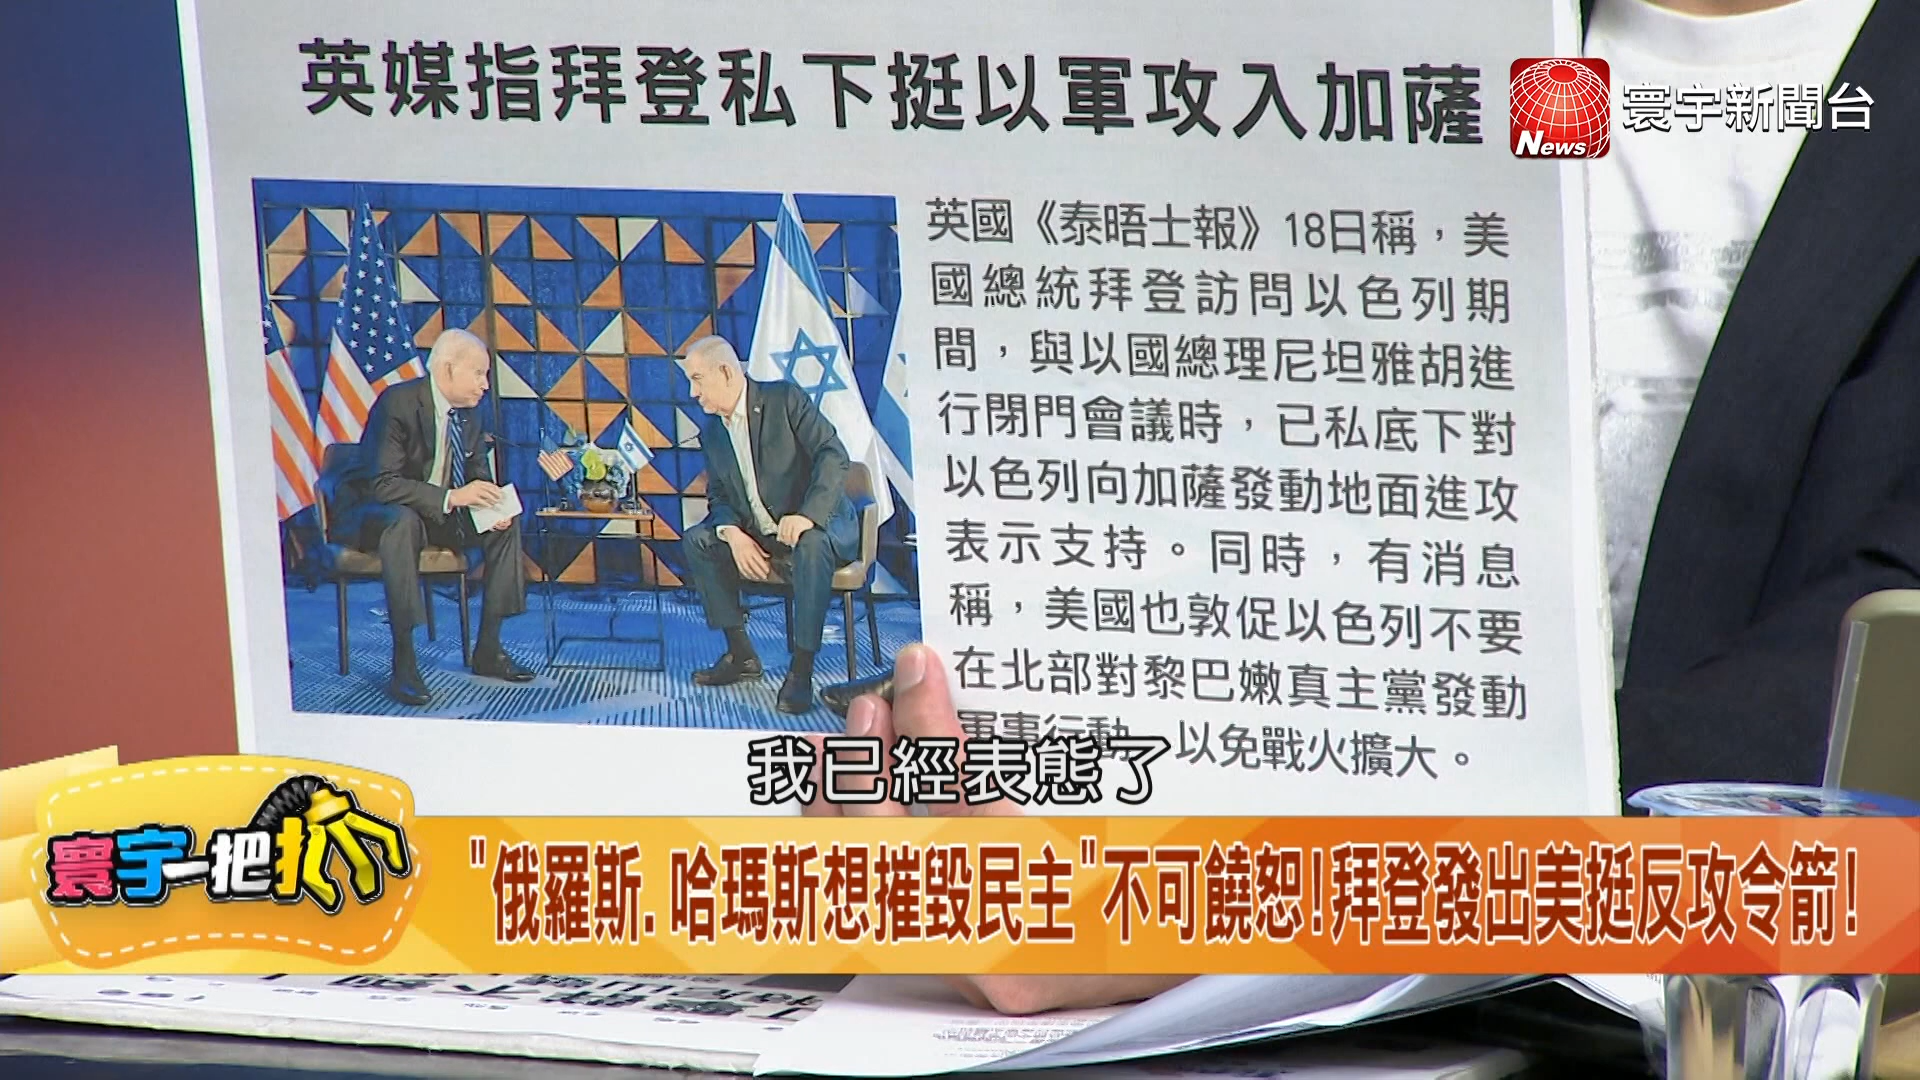 英媒指拜登私下挺以軍攻入加薩
News
寰宇新聞台
英國《泰晤士報》18日稱，美
國總統拜登訪問以色列期
間，與以國總理尼坦雅胡進
行閉門會議時，已私底下對
以色列向加薩發動地面進攻
表示支持。同時，有消息
稱，美國也敦促以色列不要
在北部對黎巴嫩真主黨發動
軍事行動，以免戰火擴大。
我已經表態了
寰宇一把抓
"俄羅斯.哈瑪斯想摧毀民主"不可饒恕!拜登發出美挺反攻令箭!